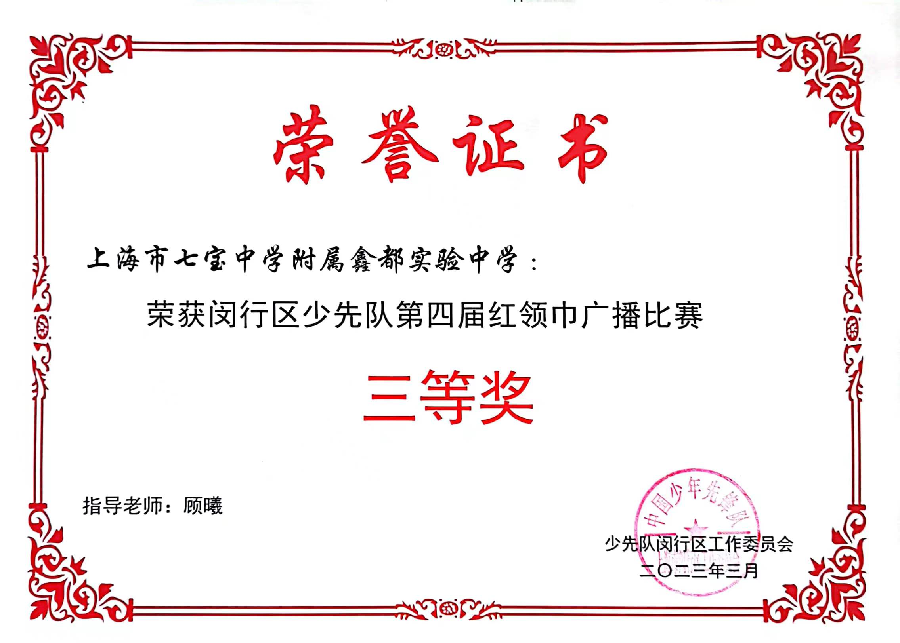 荣誉证书
上海市七宝中学附属鑫都实验中学：
荣获闵行区少先队第四届红领巾广播比赛
三等奖
指导老师：顾曦
中国少年先锋队
少先队闵行区工作委员会
二〇二三年三月